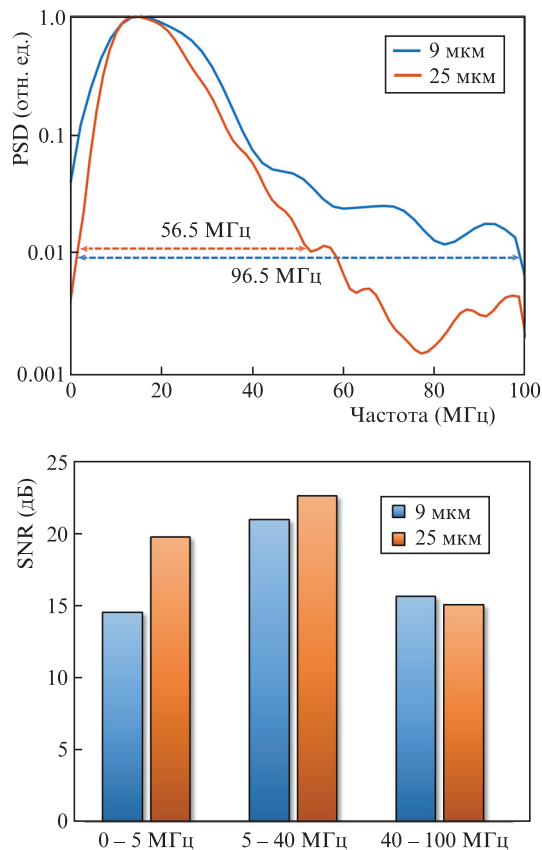 PSD (отн. ед.)
1.0
0.1
0.01
0.001
9 мкм
25 мкм
56.5 МГц
96.5 МГц
0 20 40 60 80 100
Частота (МГц)
SNR (дБ)
25
20
15
10
5
0
9 мкм
25 мкм
0 – 5 МГц 5 – 40 МГц 40 – 100 МГц